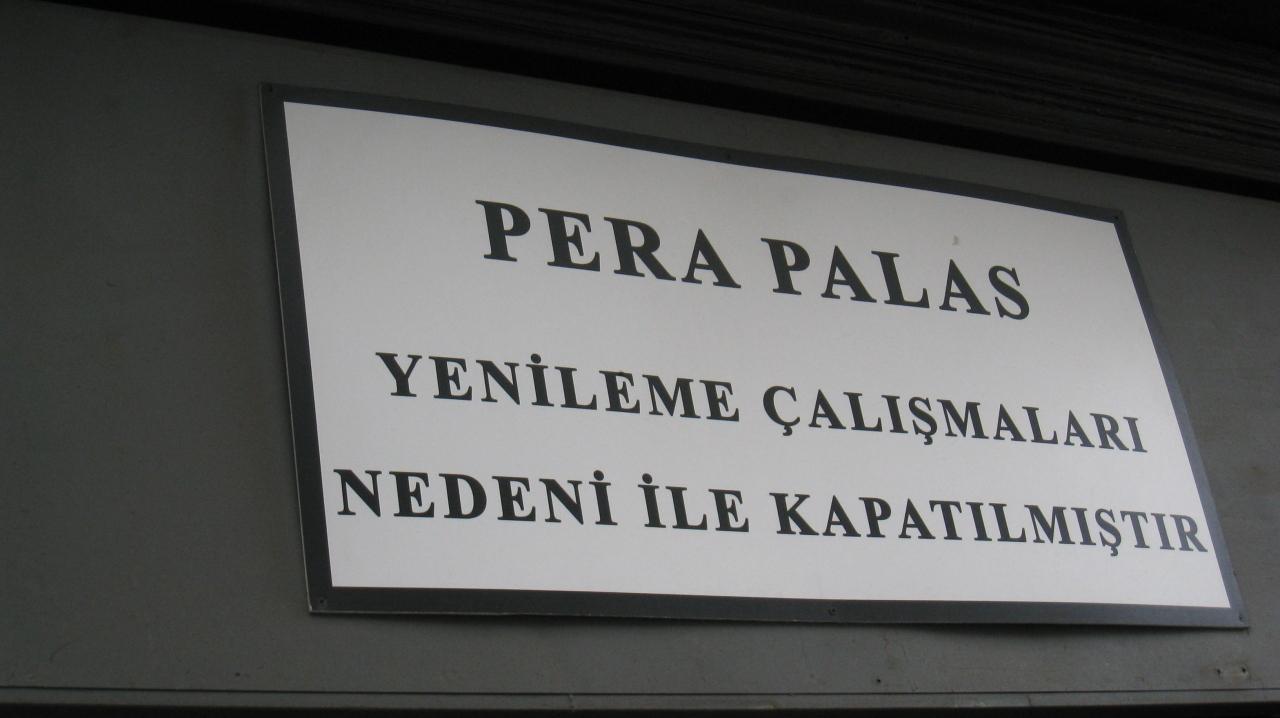 PERA PALAS
YENİLEME ÇALIŞMALARI
NEDENİ İLE KAPATILMIŞTIR